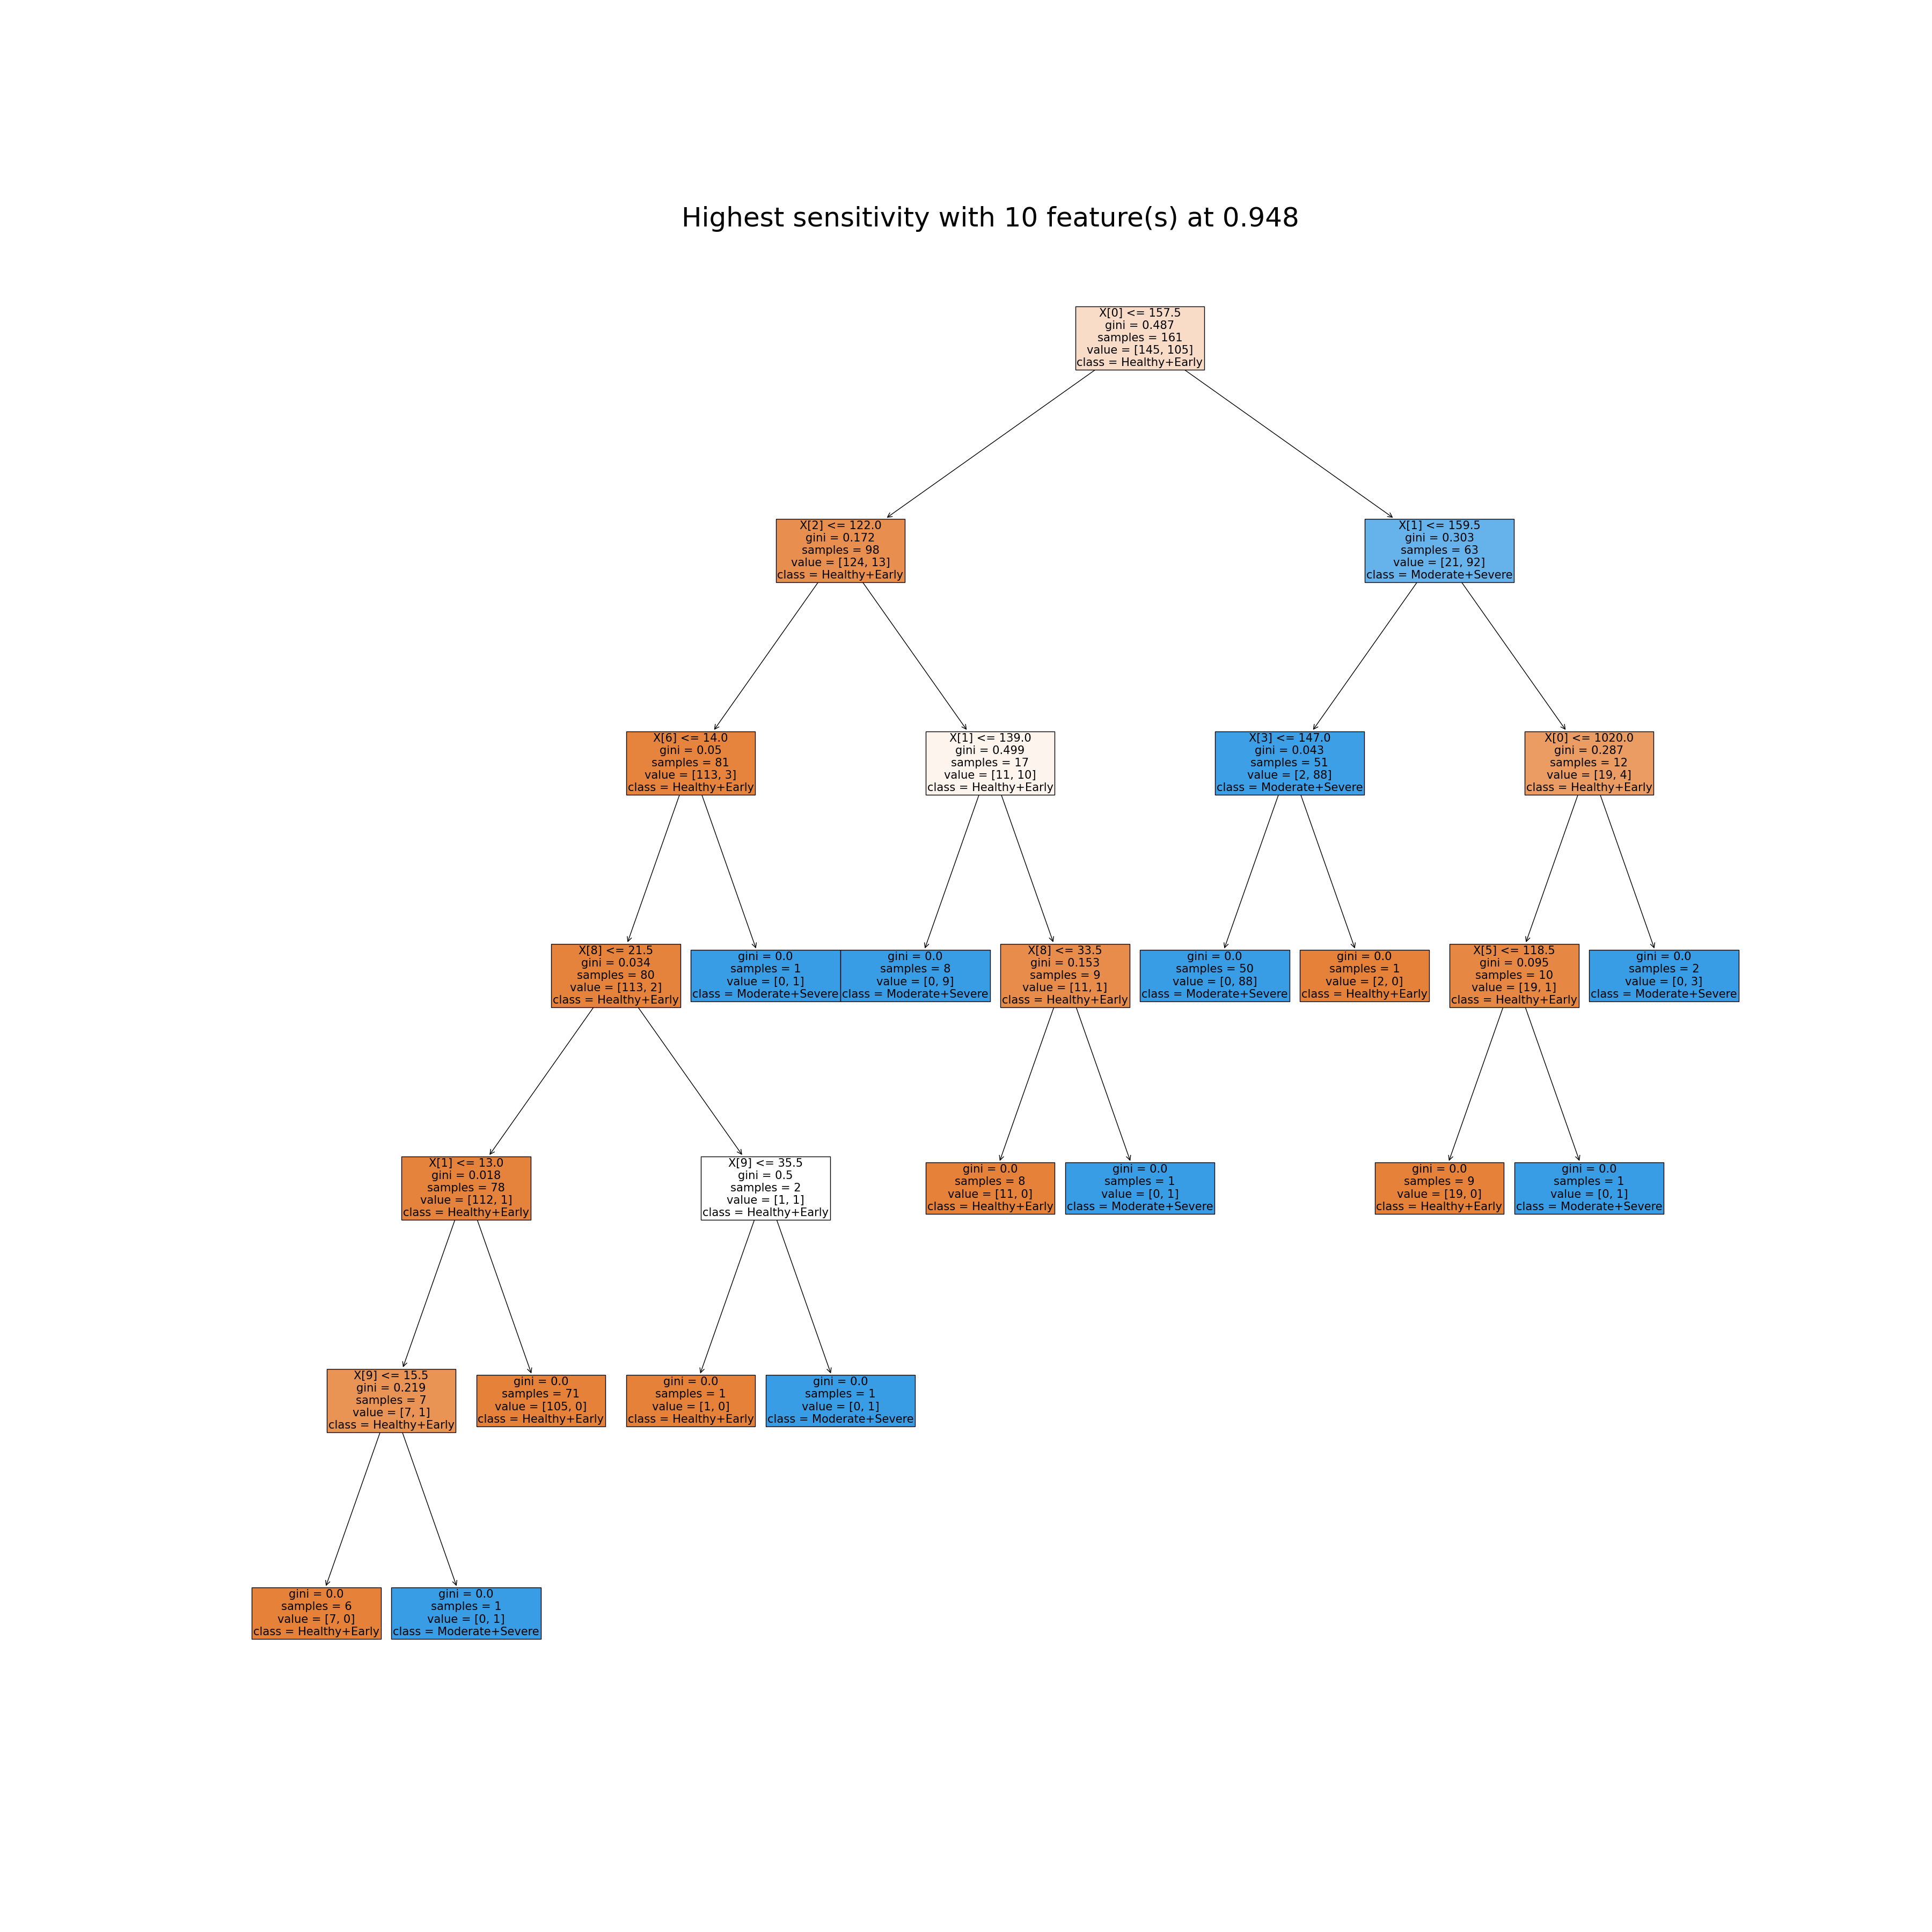 Highest sensitivity with 10 feature(s) at 0.948
X[0] <= 157.5
gini = 0.487
samples = 161
value = [145, 105]
class = Healthy+Early
X[2] <= 122.0
gini = 0.172
samples = 98
value = [124, 13]
class = Healthy+Early
X[1] <= 159.5
gini = 0.303
samples = 63
value = [21, 92]
class = Moderate+Severe
X[6] <= 14.0
gini = 0.05
samples = 81
value = [113, 3]
class = Healthy+Early
X[1] <= 139.0
gini = 0.499
samples = 17
value = [11, 10]
class = Healthy+Early
X[3] <= 147.0
gini = 0.043
samples = 51
value = [2, 88]
class = Moderate+Severe
X[0] <= 1020.0
gini = 0.287
samples = 12
value = [19, 4]
class = Healthy+Early
X[8] <= 21.5
gini = 0.034
samples = 80
value = [113, 2]
class = Healthy+Early
gini = 0.0
samples = 1
value = [0, 1]
class = Moderate+Severe
gini = 0.0
samples = 8
value = [0, 9]
class = Moderate+Severe
X[8] <= 33.5
gini = 0.153
samples = 9
value = [11, 1]
class = Healthy+Early
gini = 0.0
samples = 50
value = [0, 88]
class = Moderate+Severe
gini = 0.0
samples = 1
value = [2, 0]
class = Healthy+Early
X[5] <= 118.5
gini = 0.095
samples = 10
value = [19, 1]
class = Healthy+Early
gini = 0.0
samples = 2
value = [0, 3]
class = Moderate+Severe
X[1] <= 13.0
gini = 0.018
samples = 78
value = [112, 1]
class = Healthy+Early
X[9] <= 35.5
gini = 0.5
samples = 2
value = [1, 1]
class = Healthy+Early
gini = 0.0
samples = 8
value = [11, 0]
class = Healthy+Early
gini = 0.0
samples = 1
value = [0, 1]
class = Moderate+Severe
gini = 0.0
samples = 9
value = [19, 0]
class = Healthy+Early
gini = 0.0
samples = 1
value = [0, 1]
class = Moderate+Severe
X[9] <= 15.5
gini = 0.219
samples = 7
value = [7, 1]
class = Healthy+Early
gini = 0.0
samples = 71
value = [105, 0]
class = Healthy+Early
gini = 0.0
samples = 1
value = [1, 0]
class = Healthy+Early
gini = 0.0
samples = 1
value = [0, 1]
class = Moderate+Severe
gini = 0.0
samples = 6
value = [7, 0]
class = Healthy+Early
gini = 0.0
samples = 1
value = [0, 1]
class = Moderate+Severe